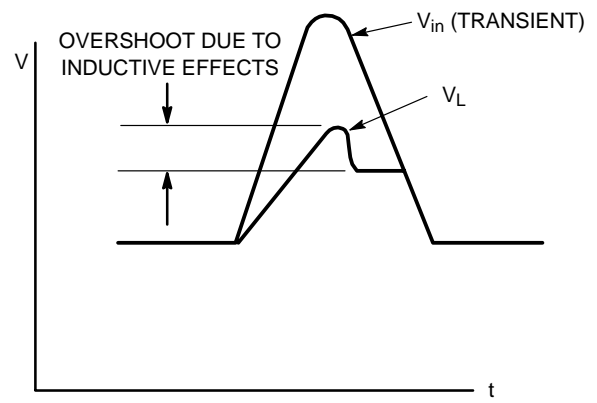 V
OVERSHOOT DUE TO
INDUCTIVE EFFECTS
Vin (TRANSIENT)
VL
t